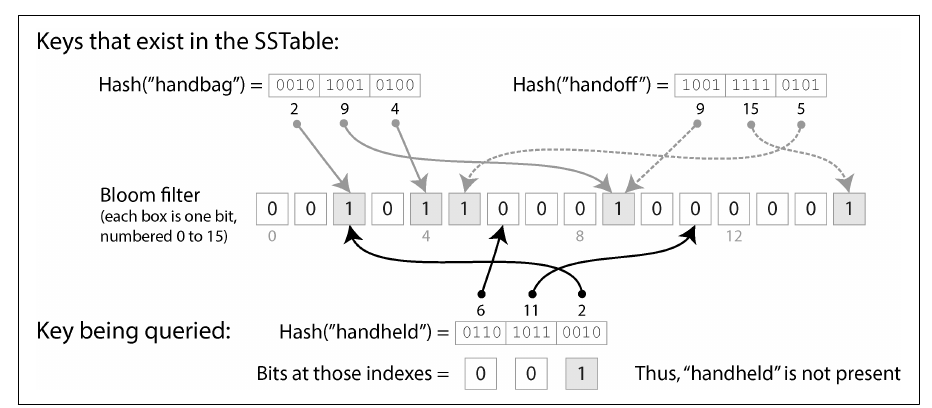 Keys that exist in the SSTable:
Hash("handbag") = 0010 1001 0100
2 9 4
Hash("handoff") = 1001 1111 0101
9 15 5
Bloom filter
(each box is one bit,
numbered 0 to 15)
0 0 1 0 1 1 0 0 0 1 0 0 0 0 0 1
0 4 8 12
6 11 2
Key being queried:
Hash("handheld") = 0110 1011 0010
Bits at those indexes = 0 0 1
Thus, "handheld" is not present